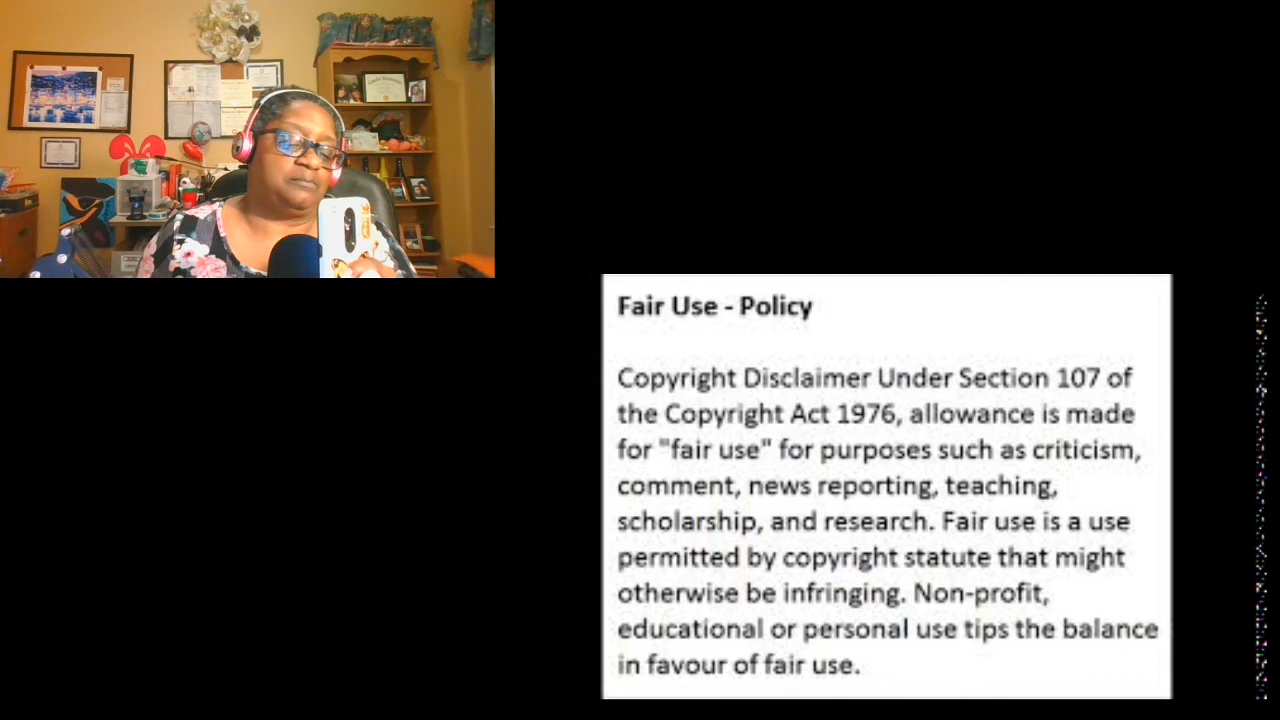 Fair Use - Policy
Copyright Disclaimer Under Section 107 of
the Copyright Act 1976, allowance is made
for "fair use" for purposes such as criticism,
comment, news reporting, teaching,
scholarship, and research. Fair use is a use
permitted by copyright statute that might
otherwise be infringing. Non-profit,
educational or personal use tips the balance
in favour of fair use.